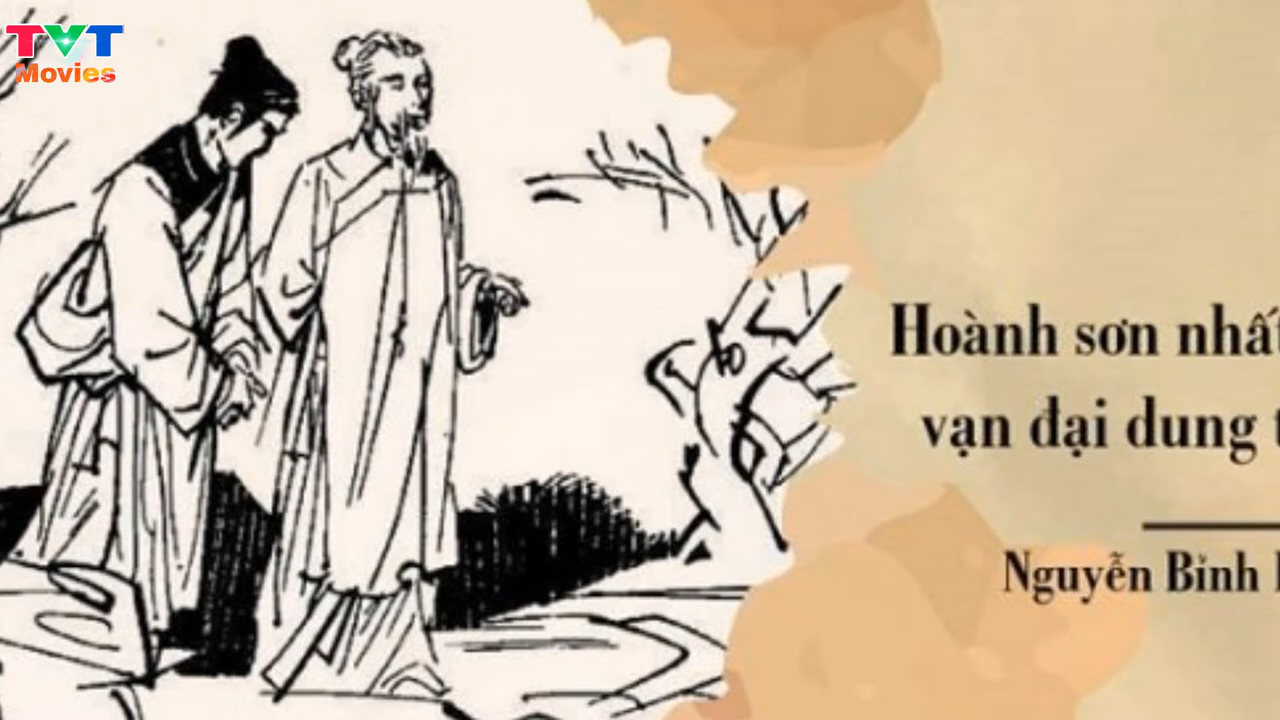 TVT
Movies
Hoành sơn nhất
vạn đại dung
Nguyễn Bỉnh